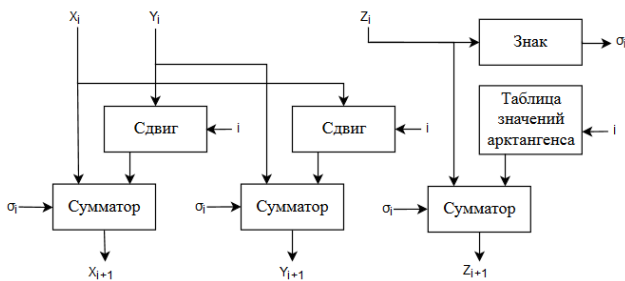 Xᵢ
Yᵢ
Zᵢ
Знак
σᵢ
Сдвиг
i
Сдвиг
i
Таблица
значений
арктангенса
i
σᵢ
Сумматор
σᵢ
Сумматор
σᵢ
Сумматор
Xᵢ₊₁
Yᵢ₊₁
Zᵢ₊₁